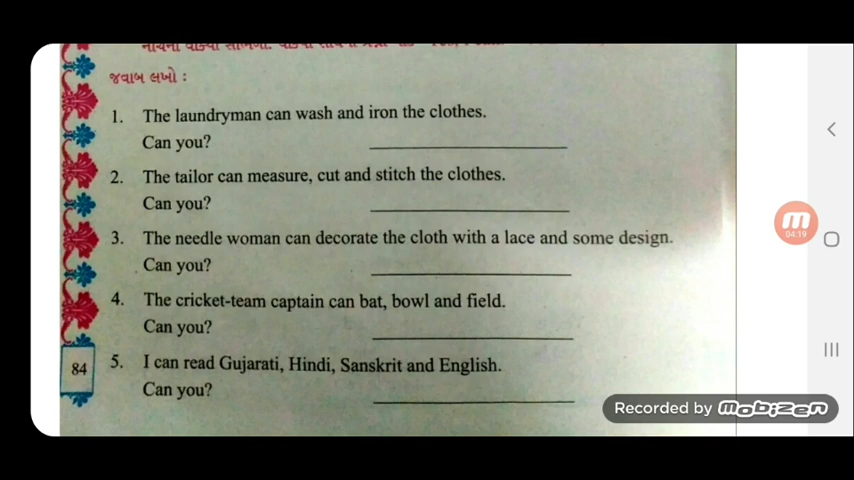 જવાબ લખો :
1. The laundryman can wash and iron the clothes.
Can you?
2. The tailor can measure, cut and stitch the clothes.
Can you?
3. The needle woman can decorate the cloth with a lace and some design.
Can you?
4. The cricket-team captain can bat, bowl and field.
Can you?
84
5. I can read Gujarati, Hindi, Sanskrit and English.
Can you?
04:19
Recorded by mobizen